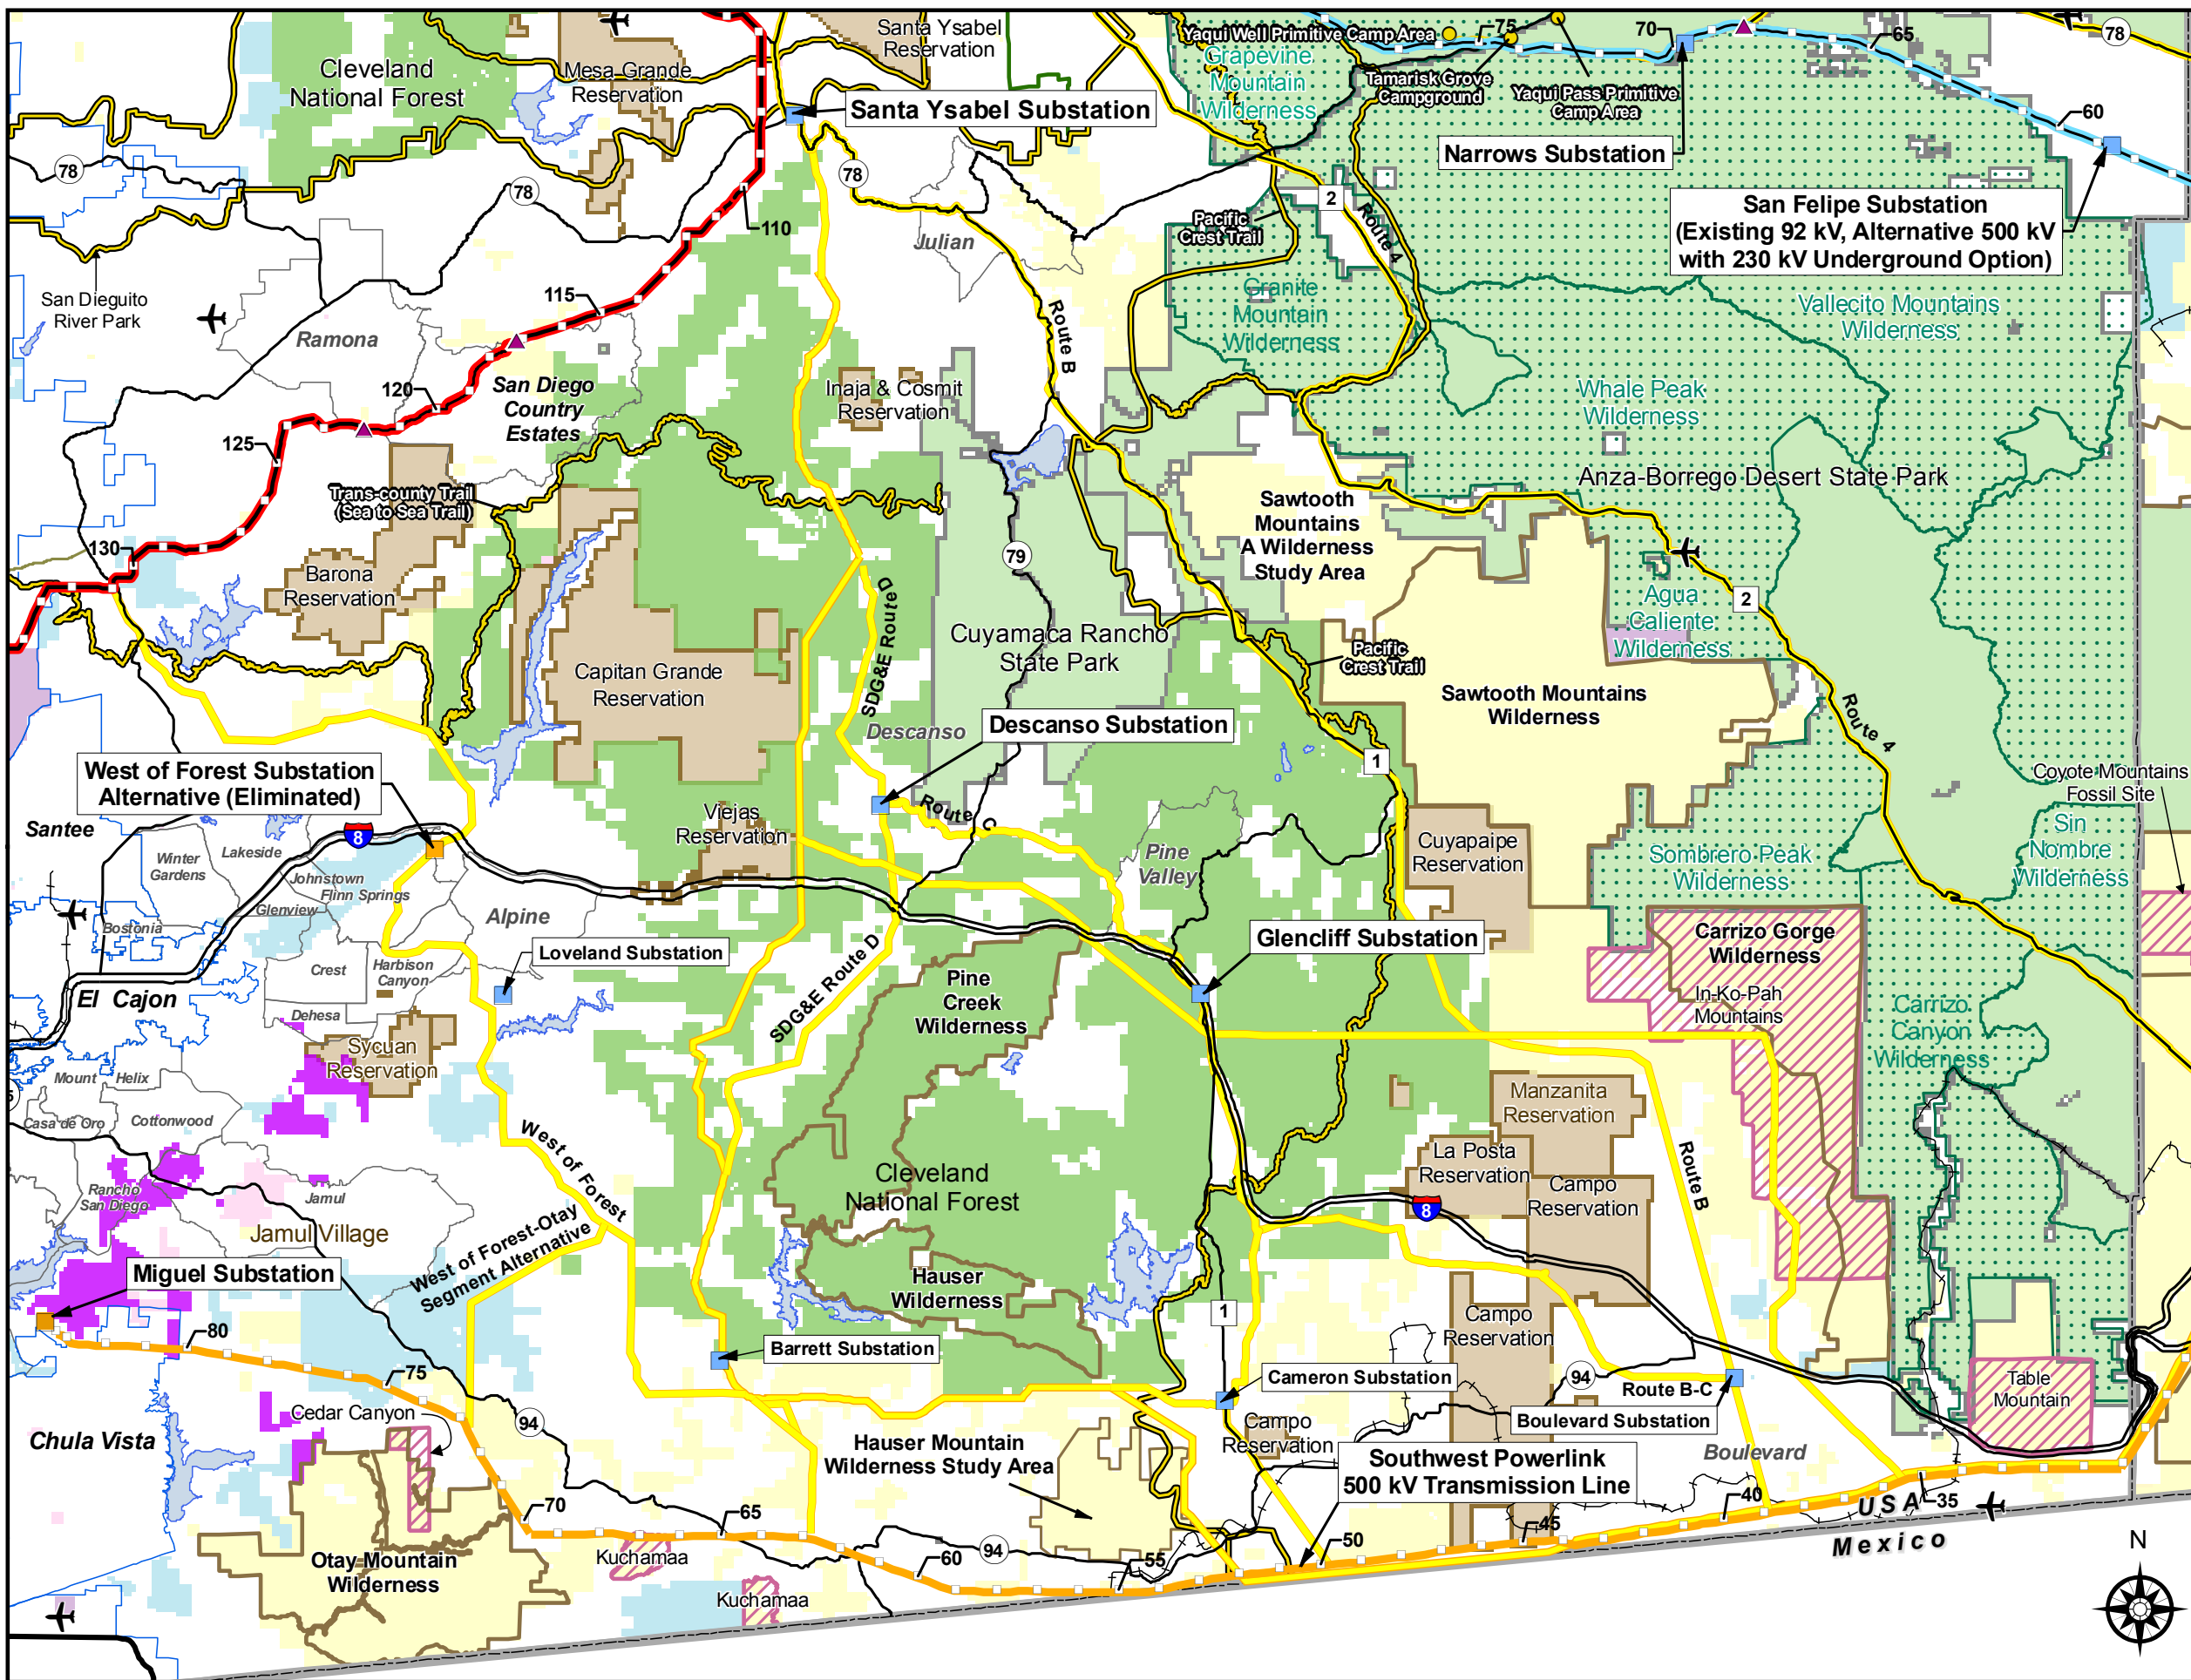 Santa Ysabel
Reservation
Yaqui Well Primitive Camp Area
75
70
65
78
Cleveland
National Forest
Mesa Grande
Reservation
Grapevine
Mountain
Wilderness
Tamarisk Grove
Campground
Yaqui Pass Primitive
Camp Area
Santa Ysabel Substation
60
Narrows Substation
78
78
78
2
San Felipe Substation
(Existing 92 kV, Alternative 500 kV
with 230 kV Underground Option)
Pacific
Crest Trail
Route 4
110
Julian
San Dieguito
River Park
115
Granite
Mountain
Wilderness
Vallecito Mountains
Wilderness
Ramona
Route B
120
San Diego
Country
Estates
Inaja & Cosmit
Reservation
Whale Peak
Wilderness
125
Anza-Borrego Desert State Park
Trans-county Trail
(Sea to Sea Trail)
Sawtooth
Mountains
A Wilderness
Study Area
130
79
Barona
Reservation
SDG&E Route D
Agua
Caliente
Wilderness
2
Cuyamaca Rancho
State Park
Pacific
Crest Trail
Capitan Grande
Reservation
Sawtooth Mountains
Wilderness
Descanso
Descanso Substation
Route 4
1
West of Forest Substation
Alternative (Eliminated)
Coyote Mountains
Fossil Site
Santee
Viejas
Reservation
Route C
8
Winter
Gardens
Lakeside
Pine
Valley
Cuyapaipe
Reservation
Sombrero Peak
Wilderness
Sin
Nombre
Wilderness
Johnstown
Flinn Springs
Glenview
Alpine
Bostonia
Loveland Substation
SDG&E Route D
Glencliff Substation
Carrizo Gorge
Wilderness
Crest
Harbison
Canyon
El Cajon
Pine
Creek
Wilderness
In-Ko-Pah
Mountains
Dehesa
Carrizo
Canyon
Wilderness
Sycuan
Reservation
Mount Helix
Manzanita
Reservation
Casa de Oro
Cottonwood
West of Forest
La Posta
Reservation
Route B
Rancho
San Diego
Jamul
Cleveland
National Forest
Campo
Reservation
8
Jamul Village
West of Forest-Otay
Segment Alternative
Miguel Substation
Hauser
Wilderness
1
Campo
Reservation
80
Barrett Substation
75
Cameron Substation
94
Route B-C
Table
Mountain
Cedar Canyon
94
Boulevard Substation
Campo
Reservation
Chula Vista
Hauser Mountain
Wilderness Study Area
Southwest Powerlink
500 kV Transmission Line
Boulevard
70
65
40
USA
35
45
Mexico
N
Otay Mountain
Wilderness
Kuchamaa
94
60
55
50
Kuchamaa